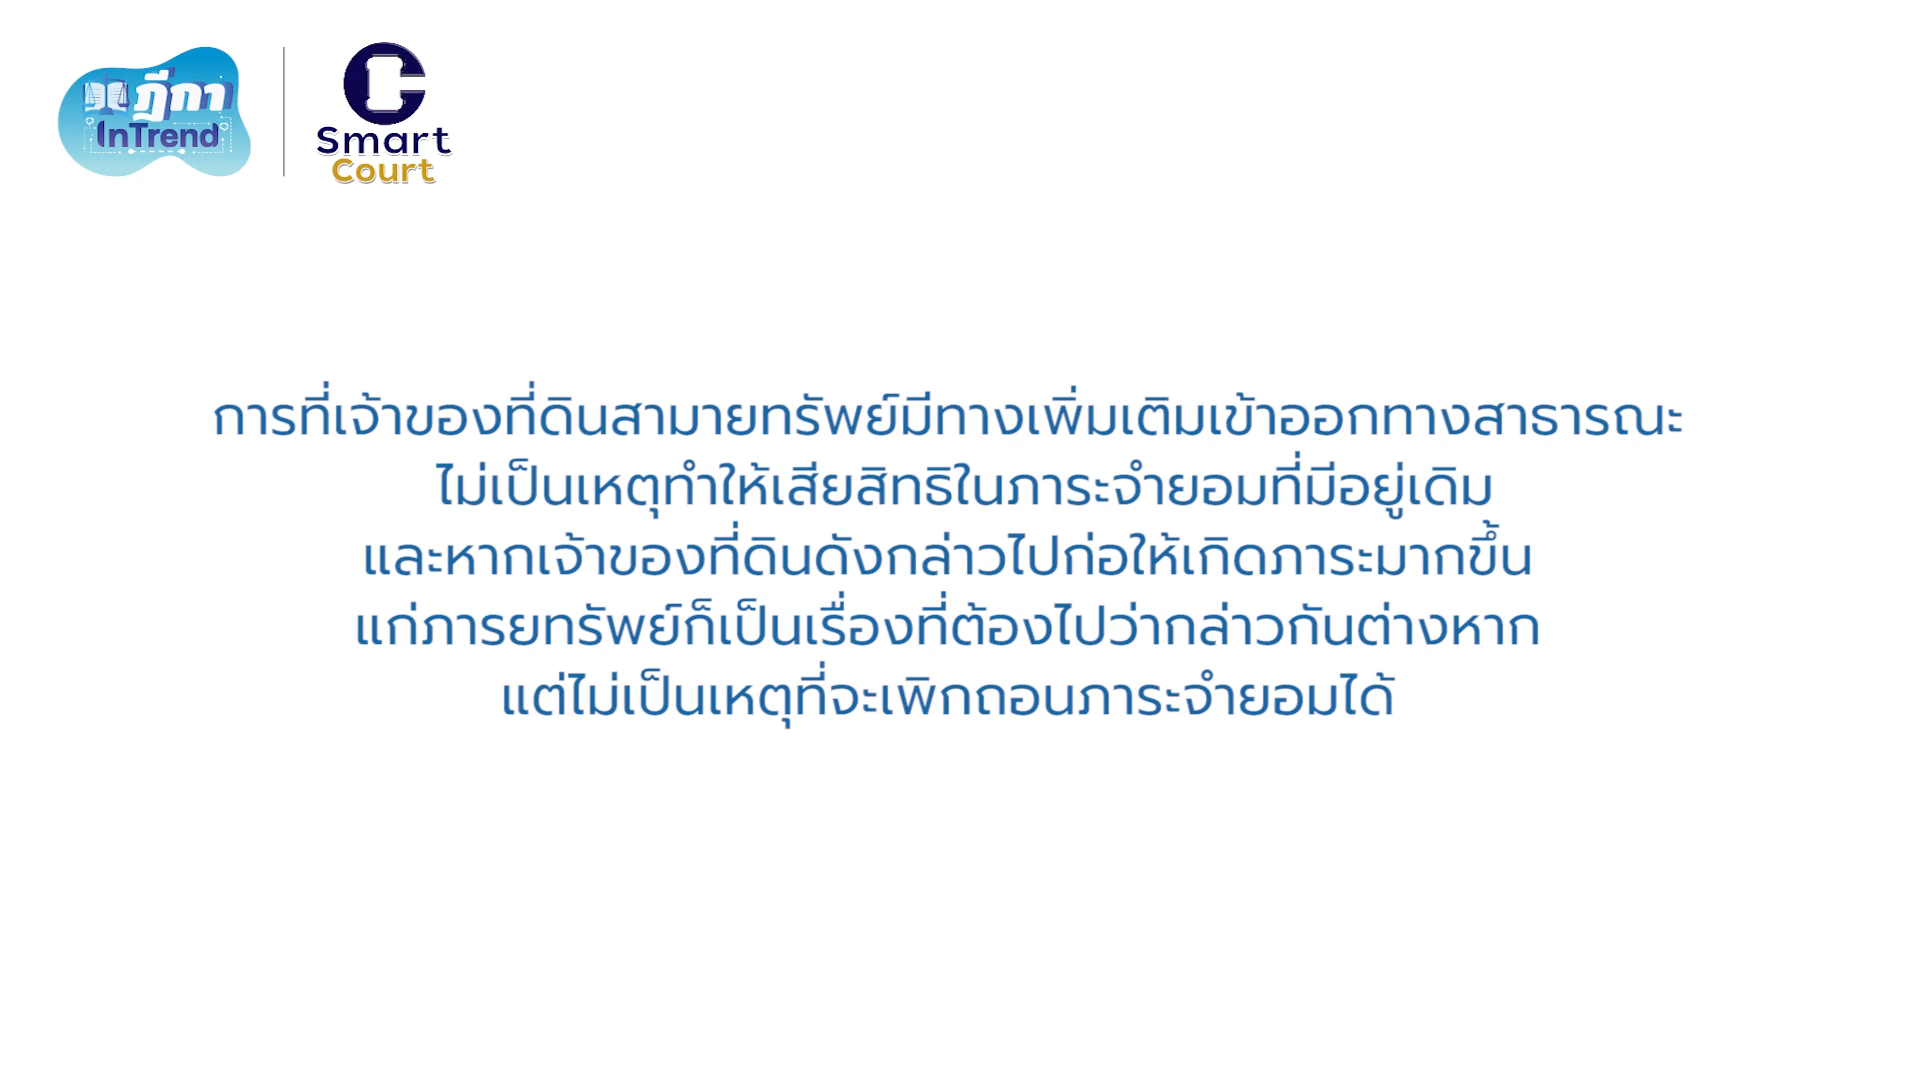 ฎีกา
InTrend
Smart
Court
การที่เจ้าของที่ดินสามายทรัพย์มีทางเพิ่มเติมเข้าออกทางสาธารณะ
ไม่เป็นเหตุทำให้เสียสิทธิในภาระจำยอมที่มีอยู่เดิม
และหากเจ้าของที่ดินดังกล่าวไปก่อให้เกิดภาระมากขึ้น
แก่ภารยทรัพย์ก็เป็นเรื่องที่ต้องไปว่ากล่าวกันต่างหาก
แต่ไม่เป็นเหตุที่จะเพิกถอนภาระจำยอมได้